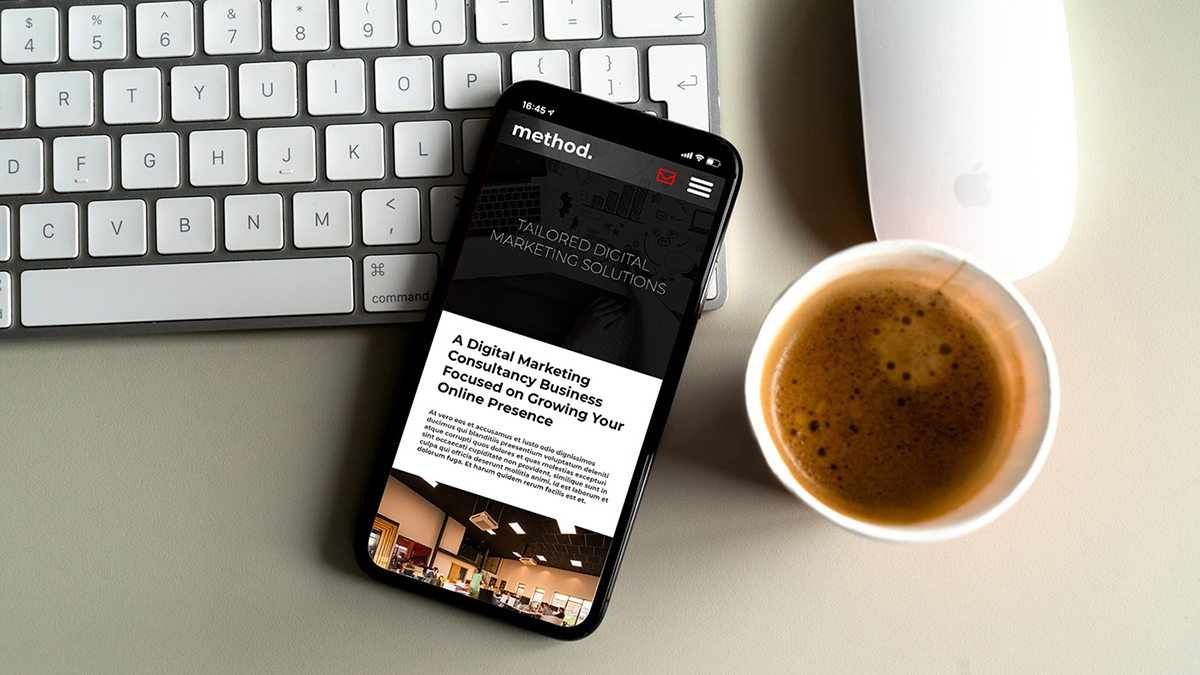 $ 4 % 5 ^ 6 & 7 * 8 ( 9 ) 0 - =
R T Y U I O P { [ } ]
D F G H J K L
C V B N M < ,
⌘ command
16:45
method.
TAILORED DIGITAL
MARKETING SOLUTIONS
A Digital Marketing
Consultancy Business
Focused on Growing Your
Online Presence
At vero eos et accusamus et iusto odio dignissimos
ducimus qui blanditiis praesentium voluptatum deleniti
atque corrupti quos dolores et quas molestias excepturi
sint occaecati cupiditate non provident, similique sunt in
culpa qui officia deserunt mollitia animi, id est laborum et
dolorum fuga. Et harum quidem rerum facilis est et.